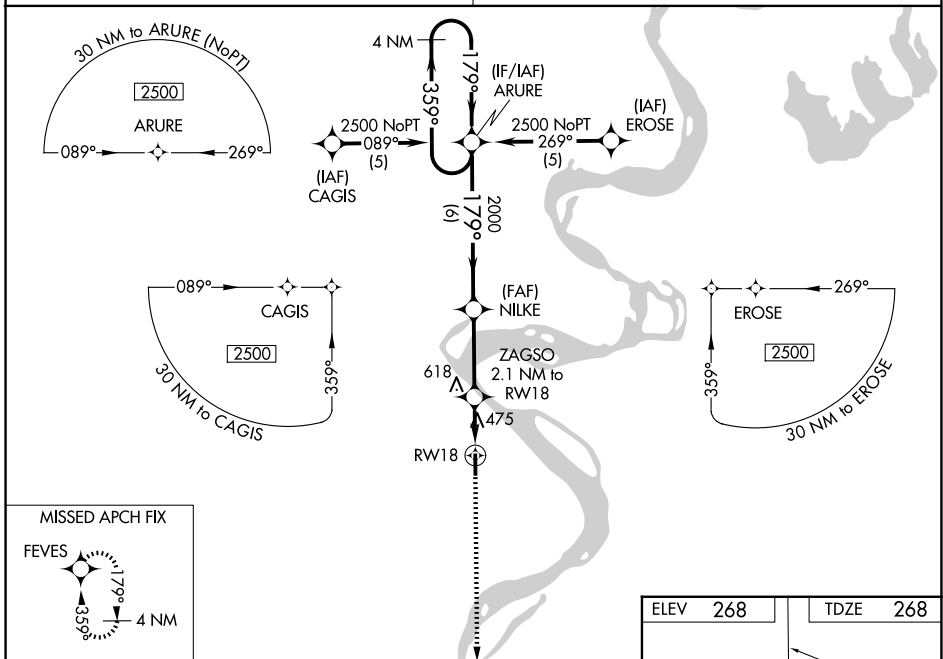 30 NM to ARURE (NoPT)
2500
ARURE
089°
269°
4 NM
359°
179°
(IF/IAF)
ARURE
2500 NoPT
089°
(5)
(IAF)
CAGIS
2500 NoPT
269°
(5)
(IAF)
EROSE
2000
179°
(6)
(FAF)
NILKE
089°
CAGIS
2500
359°
30 NM to CAGIS
269°
EROSE
2500
359°
30 NM to EROSE
ZAGSO
2.1 NM to
RW18
618
475
RW18
MISSED APCH FIX
FEVES
179°
359°
4 NM
ELEV 268
TDZE 268